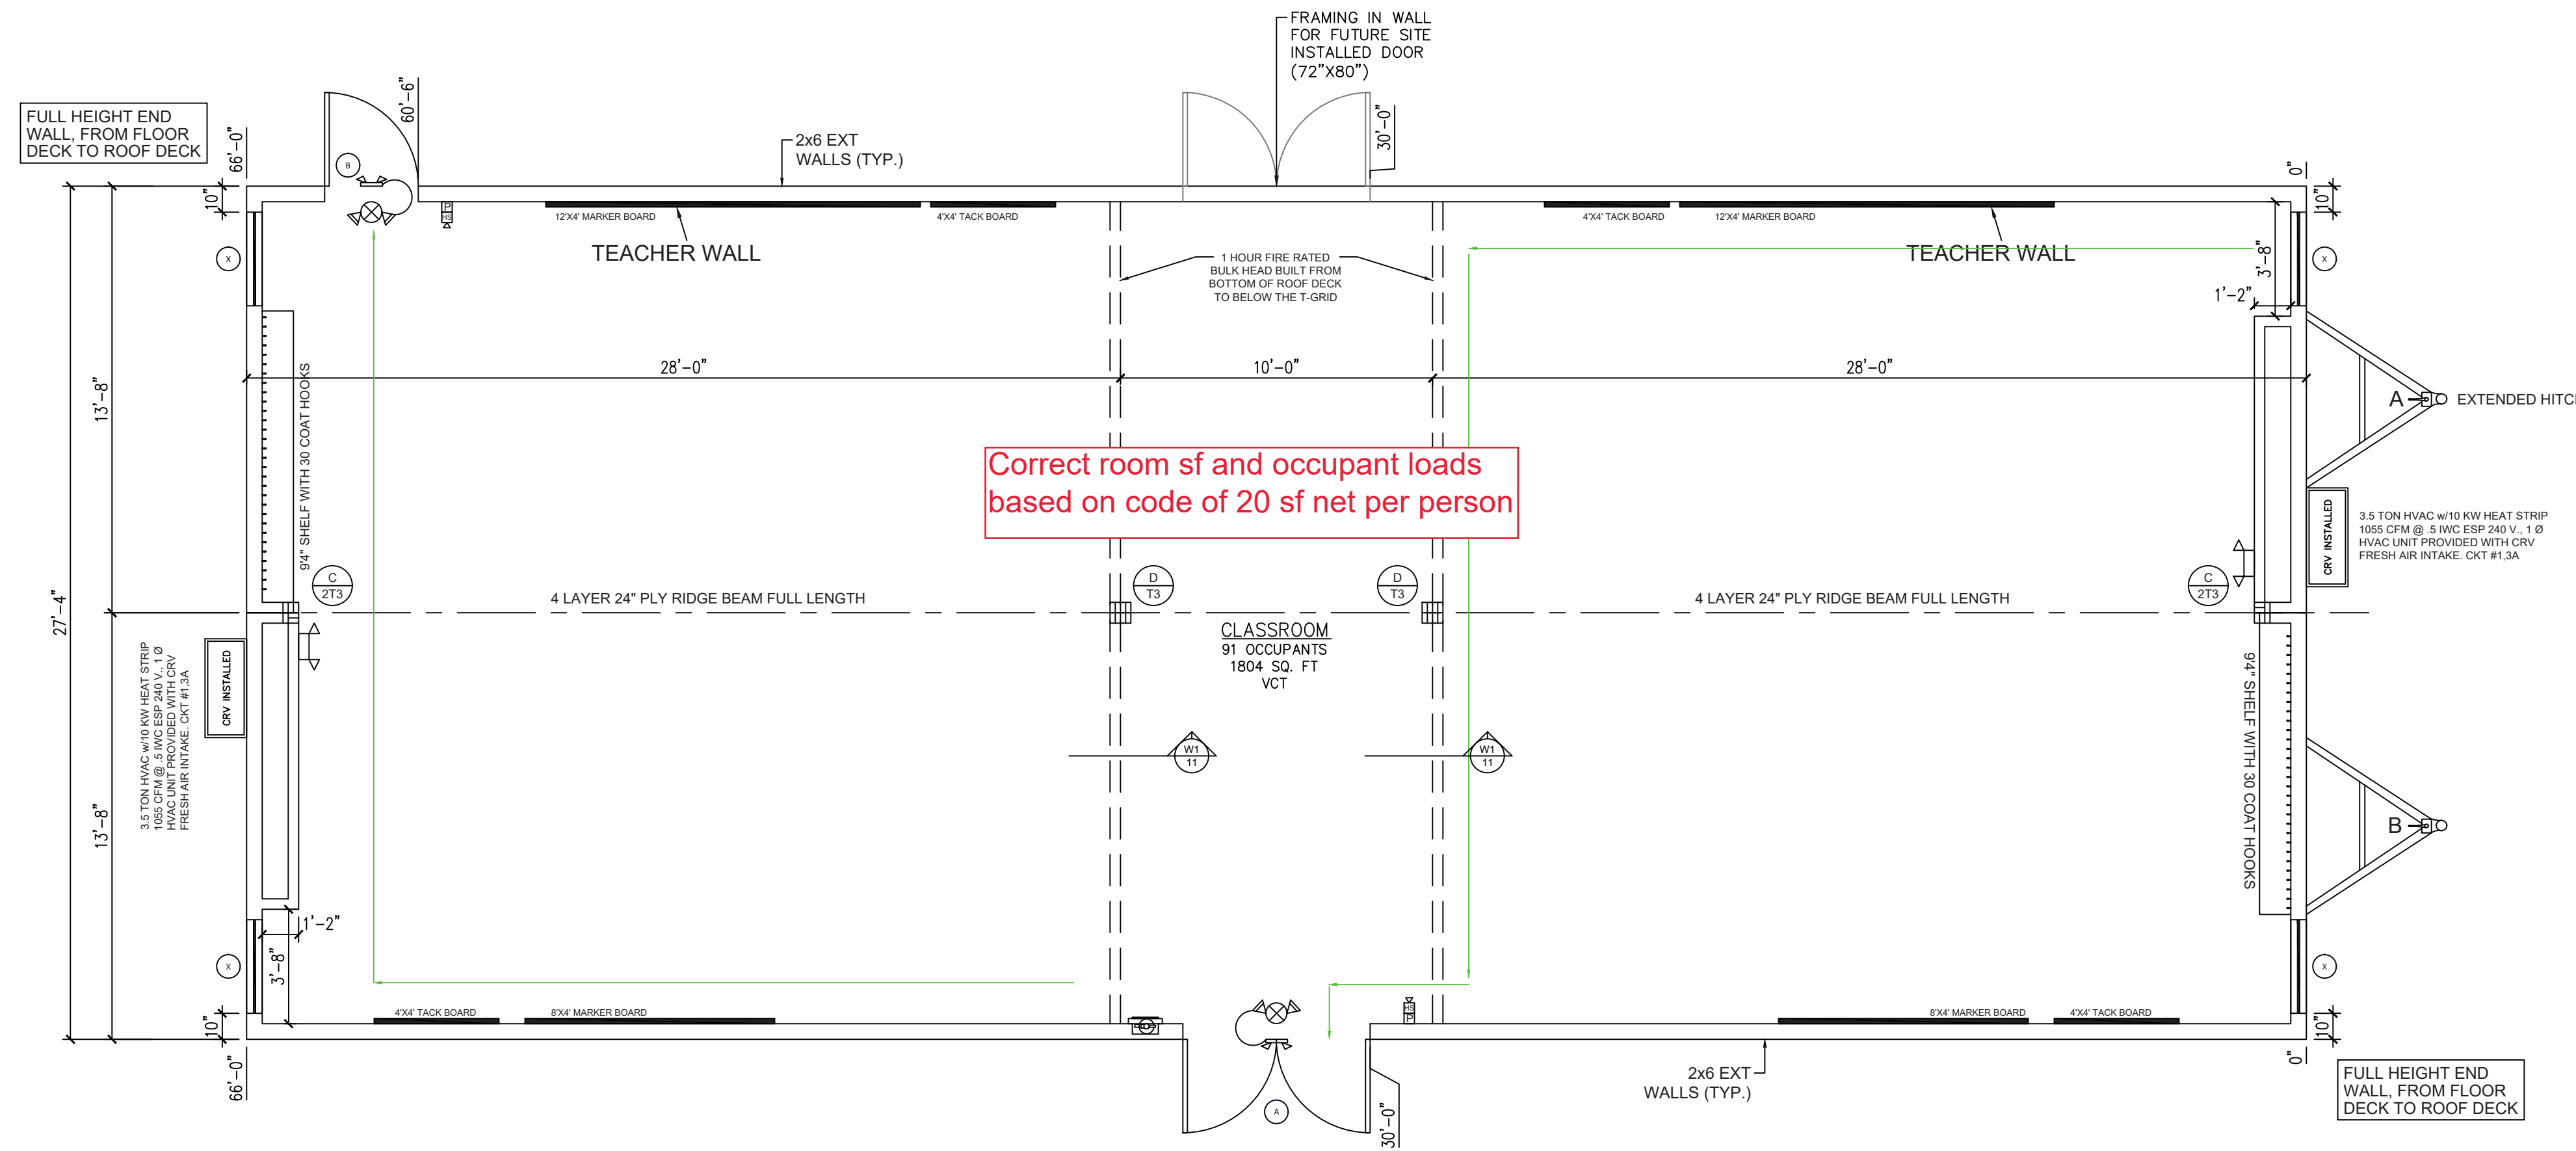 FRAMING IN WALL
FOR FUTURE SITE
INSTALLED DOOR
(72"X80")
FULL HEIGHT END
WALL, FROM FLOOR
DECK TO ROOF DECK
66'-0"
60'-6"
2x6 EXT
WALLS (TYP.)
30'-0"
0"
10"
10"
B
P
HS
12'X4' MARKER BOARD
4'X4' TACK BOARD
4'X4' TACK BOARD
12'X4' MARKER BOARD
TEACHER WALL
TEACHER WALL
X
X
1 HOUR FIRE RATED
BULK HEAD BUILT FROM
BOTTOM OF ROOF DECK
TO BELOW THE T-GRID
3'-8"
1'-2"
28'-0"
10'-0"
28'-0"
13'-8"
9'4" SHELF WITH 30 COAT HOOKS
A
EXTENDED HITC
Correct room sf and occupant loads
based on code of 20 sf net per person
CRV INSTALLED
3.5 TON HVAC w/10 KW HEAT STRIP
1055 CFM @ .5 IWC ESP 240 V., 1 Ø
HVAC UNIT PROVIDED WITH CRV
FRESH AIR INTAKE. CKT #1,3A
C
2T3
D
T3
D
T3
C
2T3
27'-4"
4 LAYER 24" PLY RIDGE BEAM FULL LENGTH
4 LAYER 24" PLY RIDGE BEAM FULL LENGTH
CLASSROOM
91 OCCUPANTS
1804 SQ. FT
VCT
3.5 TON HVAC w/10 KW HEAT STRIP
1055 CFM @ .5 IWC ESP 240 V., 1 Ø
HVAC UNIT PROVIDED WITH CRV
FRESH AIR INTAKE. CKT #1,3A
CRV INSTALLED
W1
11
W1
11
9'4" SHELF WITH 30 COAT HOOKS
B
13'-8"
1'-2"
3'-8"
X
X
4'X4' TACK BOARD
8'X4' MARKER BOARD
HS
P
8'X4' MARKER BOARD
4'X4' TACK BOARD
10"
10"
66'-0"
0"
2x6 EXT
WALLS (TYP.)
A
30'-0"
FULL HEIGHT END
WALL, FROM FLOOR
DECK TO ROOF DECK